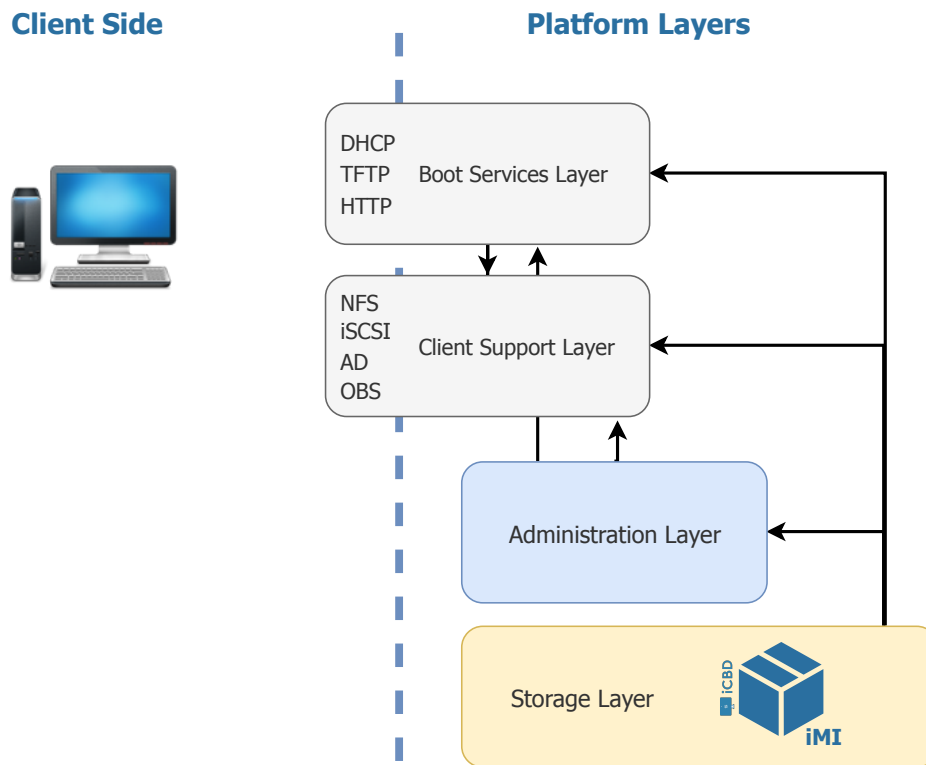 Client Side
Platform Layers
DHCP
TFTP
HTTP
Boot Services Layer
NFS
iSCSI
AD
OBS
Client Support Layer
Administration Layer
Storage Layer
iCBD
iMI